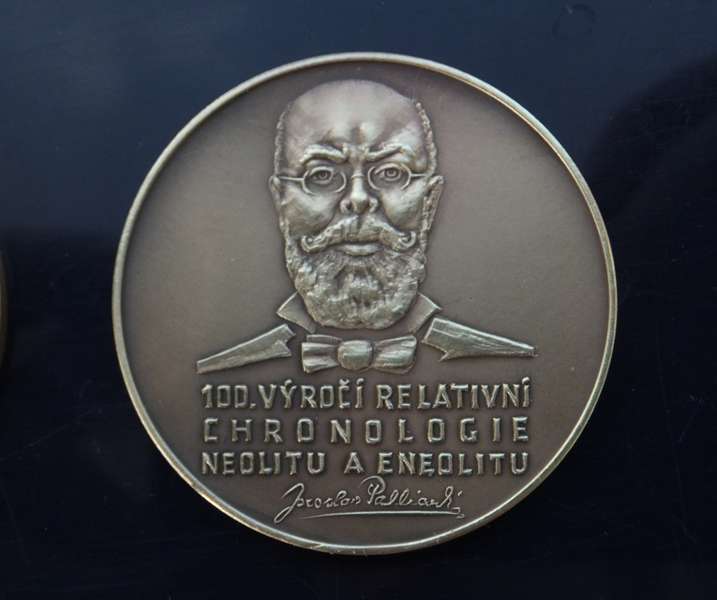 100. VÝROČÍ RELATIVNÍ
CHRONOLOGIE
NEOLITU A ENEOLITU
Jaroslav Palliardi